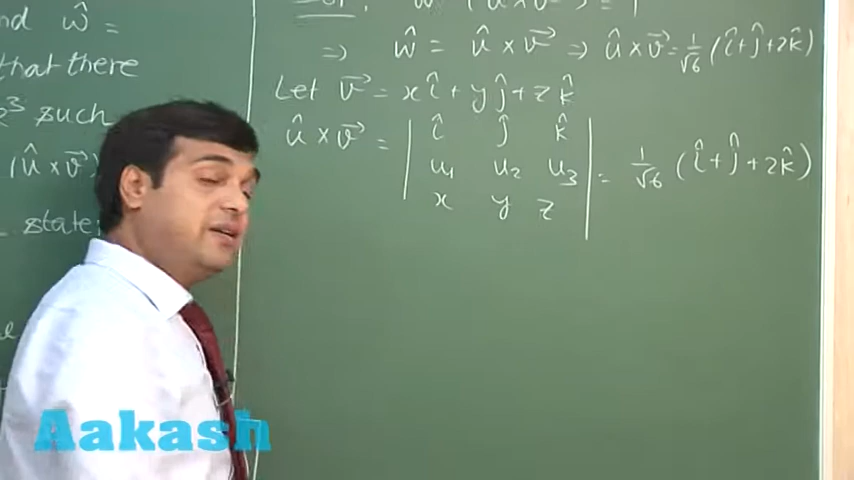 nd ŵ =
that there
R³ such
(û×v⃗)
state
⇒ ŵ = û×v⃗ ⇒ û×v⃗ = 1/√6 (î+ĵ+2k̂)
Let v⃗ = xî+yĵ+zk̂
û×v⃗ = | î ĵ k̂ |
| u₁ u₂ u₃ | = 1/√6 (î+ĵ+2k̂)
| x y z |
Aakash